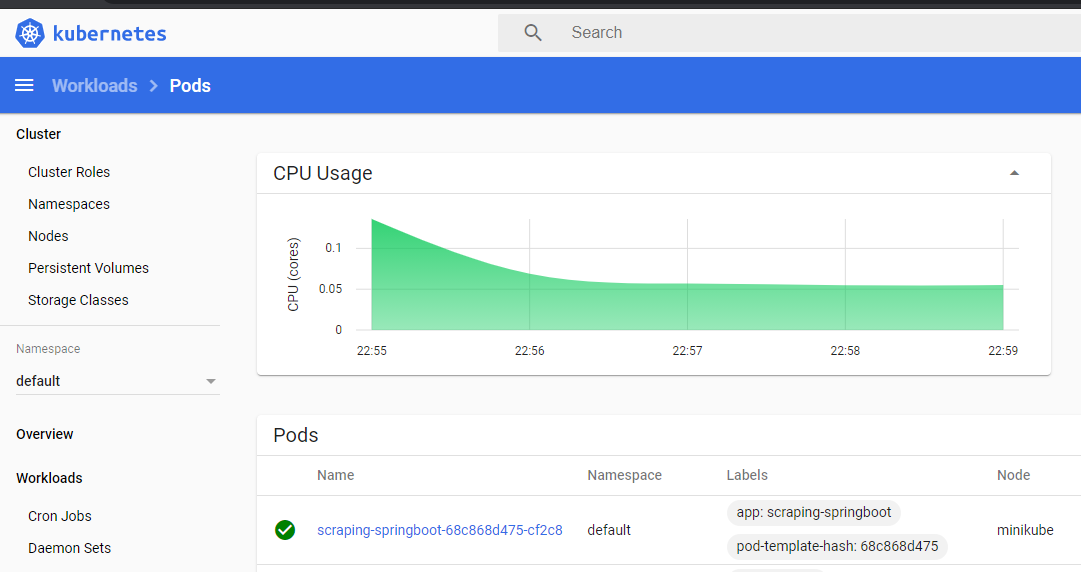 kubernetes
Search
Workloads
Pods
Cluster
Cluster Roles
Namespaces
Nodes
Persistent Volumes
Storage Classes
Namespace
default
Overview
Workloads
Cron Jobs
Daemon Sets
CPU Usage
CPU (cores)
0.1
0.05
0
22:55 22:56 22:57 22:58 22:59
Pods
Name Namespace Labels Node
scraping-springboot-68c868d475-cf2c8 default app: scraping-springboot minikube
pod-template-hash: 68c868d475